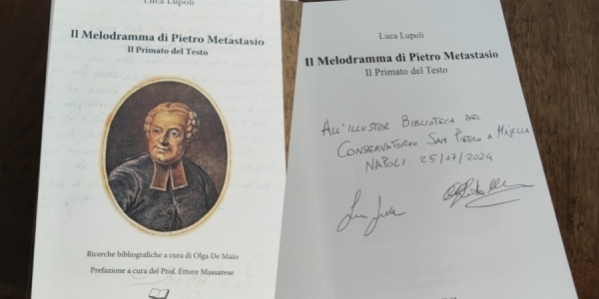 Luca Lupoli
Il Melodramma di Pietro Metastasio
Il Primato del Testo
Ricerche bibliografiche a cura di Olga De Maio
Prefazione a cura del Prof. Ettore Massarese
Luca Lupoli
Il Melodramma di Pietro Metastasio
Il Primato del Testo
ALL'ILLUSTRE BIBLIOTECA DEL
CONSERVATORIO SAN PIETRO A MAJELLA
NAPOLI 25/07/2024